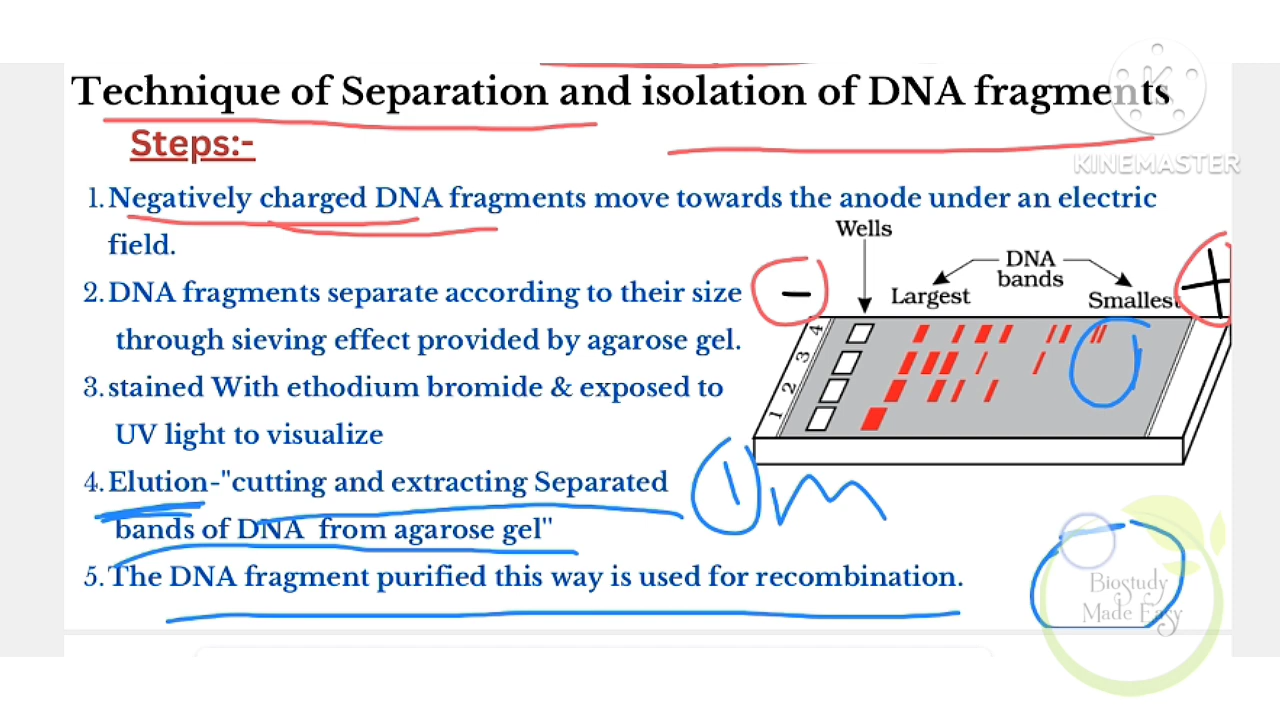 Technique of Separation and isolation of DNA fragments
KINEMASTER
Steps:-
1. Negatively charged DNA fragments move towards the anode under an electric
field.
2. DNA fragments separate according to their size
through sieving effect provided by agarose gel.
3. stained With ethodium bromide & exposed to
UV light to visualize
4. Elution-"cutting and extracting Separated
bands of DNA from agarose gel"
5. The DNA fragment purified this way is used for recombination.
Wells
DNA
bands
Largest
Smallest
-
+
4
3
2
1
1 m
Biostudy
Made Easy